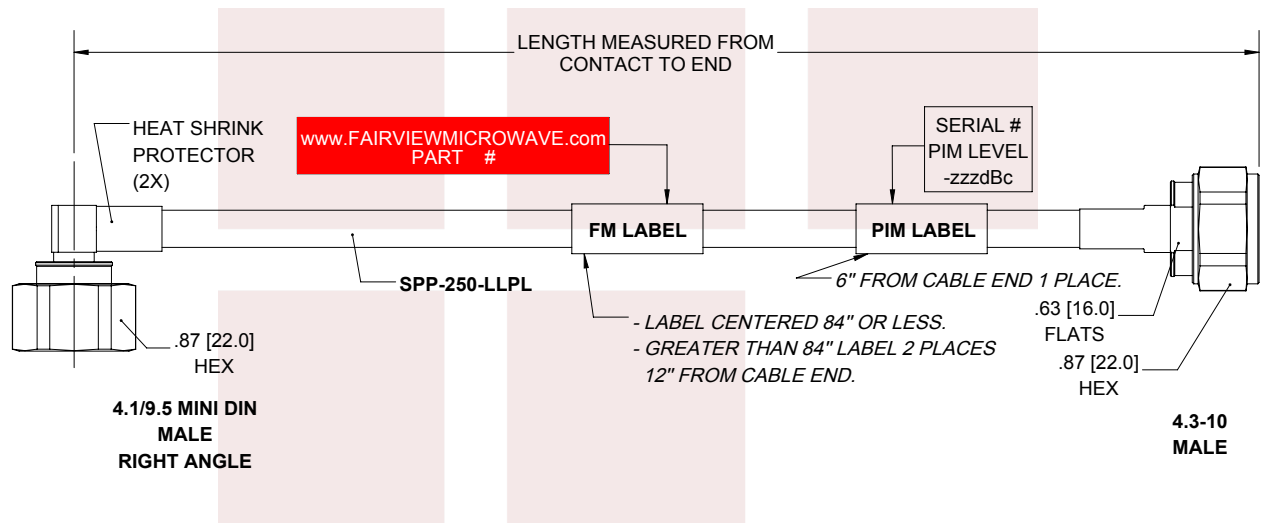 LENGTH MEASURED FROM
CONTACT TO END
HEAT SHRINK
PROTECTOR
(2X)
www.FAIRVIEWMICROWAVE.com
PART #
SERIAL #
PIM LEVEL
-zzzdBc
FM LABEL
PIM LABEL
SPP-250-LLPL
6" FROM CABLE END 1 PLACE.
- LABEL CENTERED 84" OR LESS.
- GREATER THAN 84" LABEL 2 PLACES
12" FROM CABLE END.
.87 [22.0]
HEX
.63 [16.0]
FLATS
.87 [22.0]
HEX
4.1/9.5 MINI DIN
MALE
RIGHT ANGLE
4.3-10
MALE